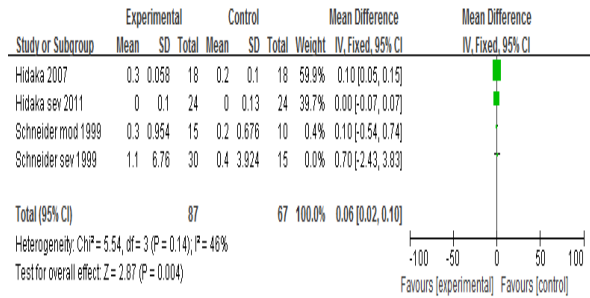 Experimental Control Mean Difference Mean Difference
Study or Subgroup Mean SD Total Mean SD Total Weight IV, Fixed, 95% CI IV, Fixed, 95% CI
Hidaka 2007 0.3 0.058 18 0.2 0.1 18 59.9% 0.10 [0.05, 0.15]
Hidaka sev 2011 0 0.1 24 0 0.13 24 39.7% 0.00 [-0.07, 0.07]
Schneider mod 1999 0.3 0.954 15 0.2 0.676 10 0.4% 0.10 [-0.54, 0.74]
Schneider sev 1999 1.1 6.76 30 0.4 3.924 15 0.0% 0.70 [-2.43, 3.83]
Total (95% CI) 87 67 100.0% 0.06 [0.02, 0.10]
Heterogeneity: Chi² = 5.54, df = 3 (P = 0.14); I² = 46%
Test for overall effect: Z = 2.87 (P = 0.004)
-100 -50 0 50 100
Favours [experimental] Favours [control]